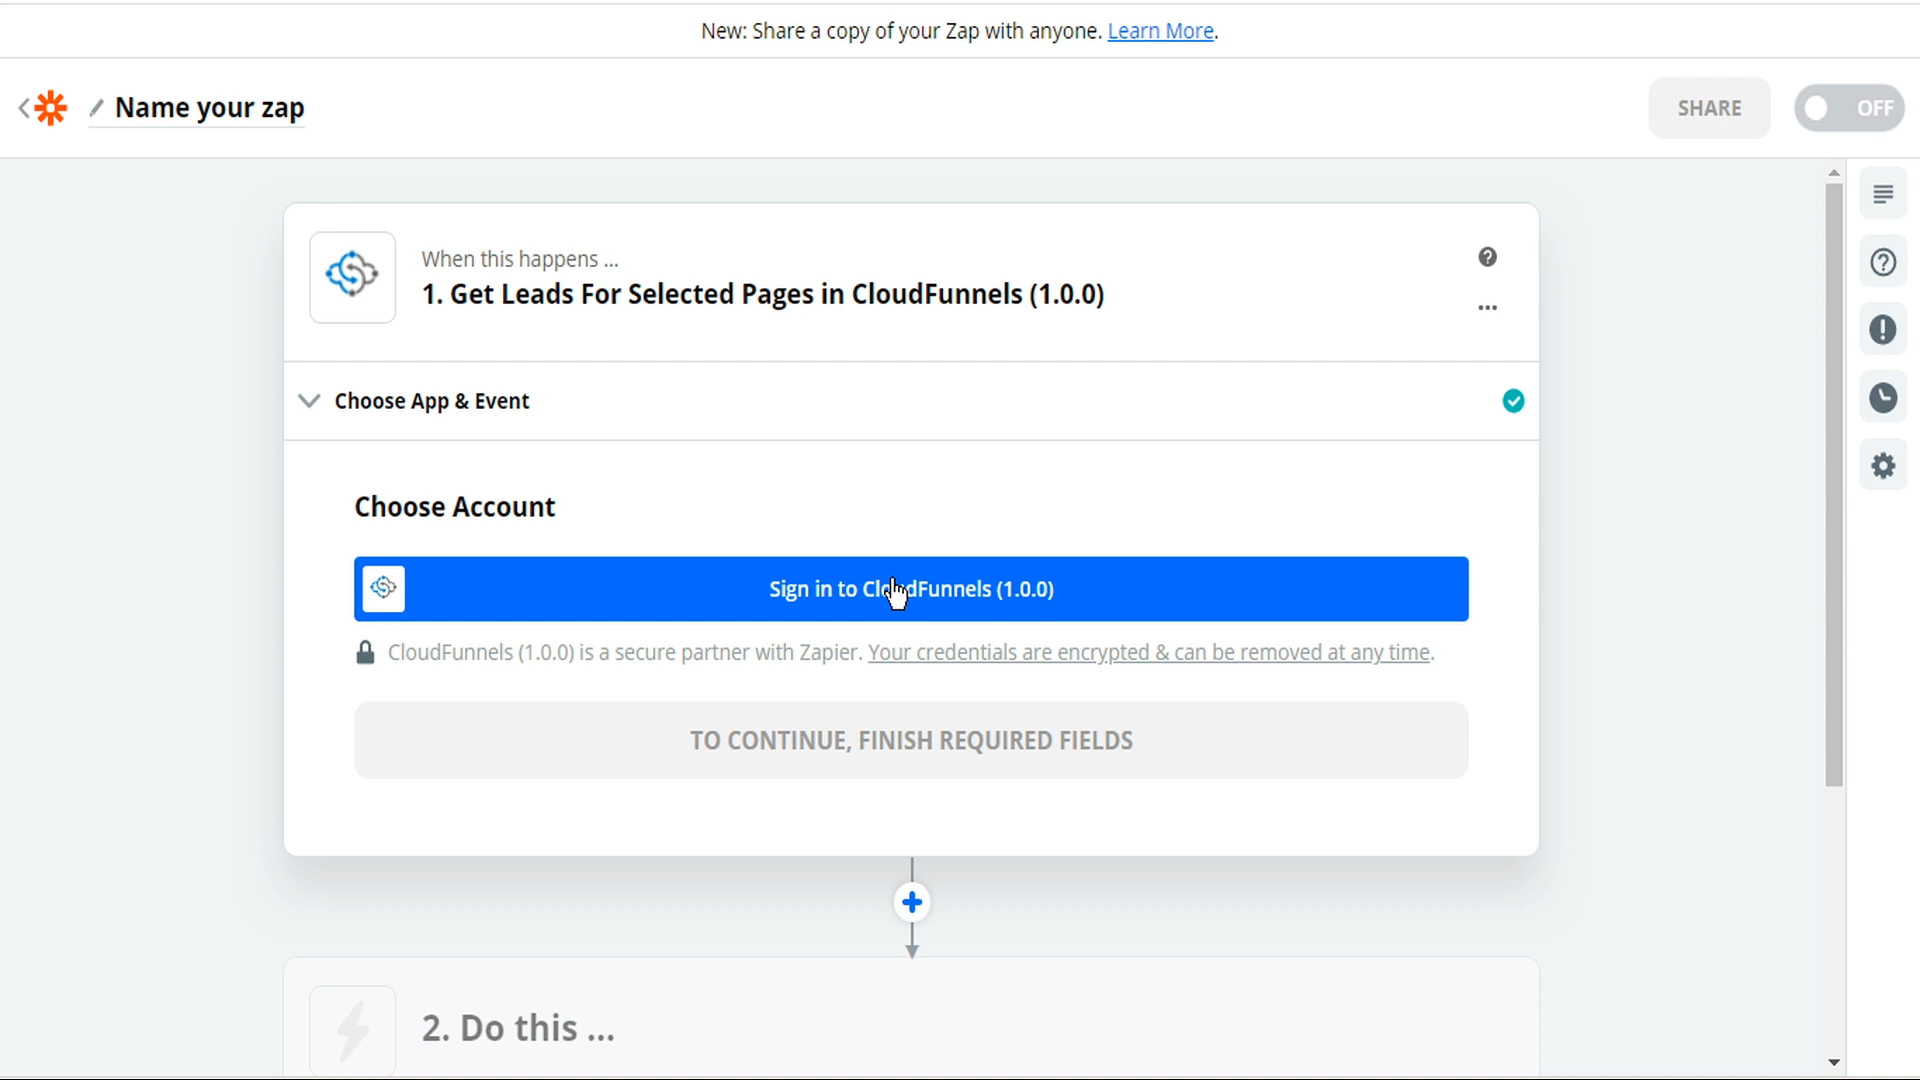 New: Share a copy of your Zap with anyone. Learn More.
Name your zap
SHARE
OFF
When this happens ...
1. Get Leads For Selected Pages in CloudFunnels (1.0.0)
Choose App & Event
Choose Account
Sign in to CloudFunnels (1.0.0)
CloudFunnels (1.0.0) is a secure partner with Zapier. Your credentials are encrypted & can be removed at any time.
TO CONTINUE, FINISH REQUIRED FIELDS
2. Do this ...